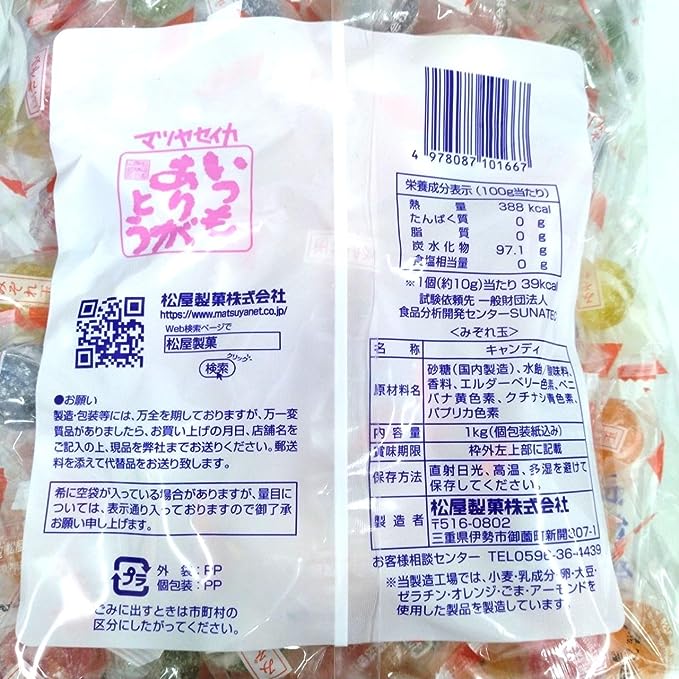 マツヤセイカ
いつも
ありが
とう
松屋製菓株式会社
https://www.matsuyanet.co.jp/
Web検索ページで
松屋製菓
クリック
検索
●お願い
製造・包装等には、万全を期しておりますが、万一変
質品がありましたら、お買い上げの月日、店舗名を
ご記入の上、現品を弊社までお送りください。郵送
料を添えて代替品をお送り致します。
希に空袋が入っている場合がありますが、量目に
ついては、表示通り入っておりますので御了承
お願い申し上げます。
プラ
外 装:PP
個包装:PP
ごみに出すときは市町村の
区分にしたがってください。
4 978087 101667
栄養成分表示(100g当たり)
熱量 388 kcal
たんぱく質 0 g
脂質 0 g
炭水化物 97.1 g
食塩相当量 0 g
※1個(約10g)当たり 39kcal
試験依頼先 一般財団法人
食品分析開発センターSUNATEC
<みぞれ玉>
名称 キャンディ
原材料名 砂糖(国内製造)、水飴/酸味料、
香料、エルダーベリー色素、ベニ
バナ黄色素、クチナシ青色素、
パプリカ色素
内容量 1kg(個包装紙込み)
賞味期限 枠外左上部に記載
保存方法 直射日光、高温、多湿を避けて
保存してください。
製造者 松屋製菓株式会社
〒516-0802
三重県伊勢市御薗町新開307-1
お客様相談センター TEL0596-36-4439
※当製造工場では、小麦・乳成分・卵・大豆・
ゼラチン・オレンジ・ごま・アーモンドを
使用した製品を製造しています。